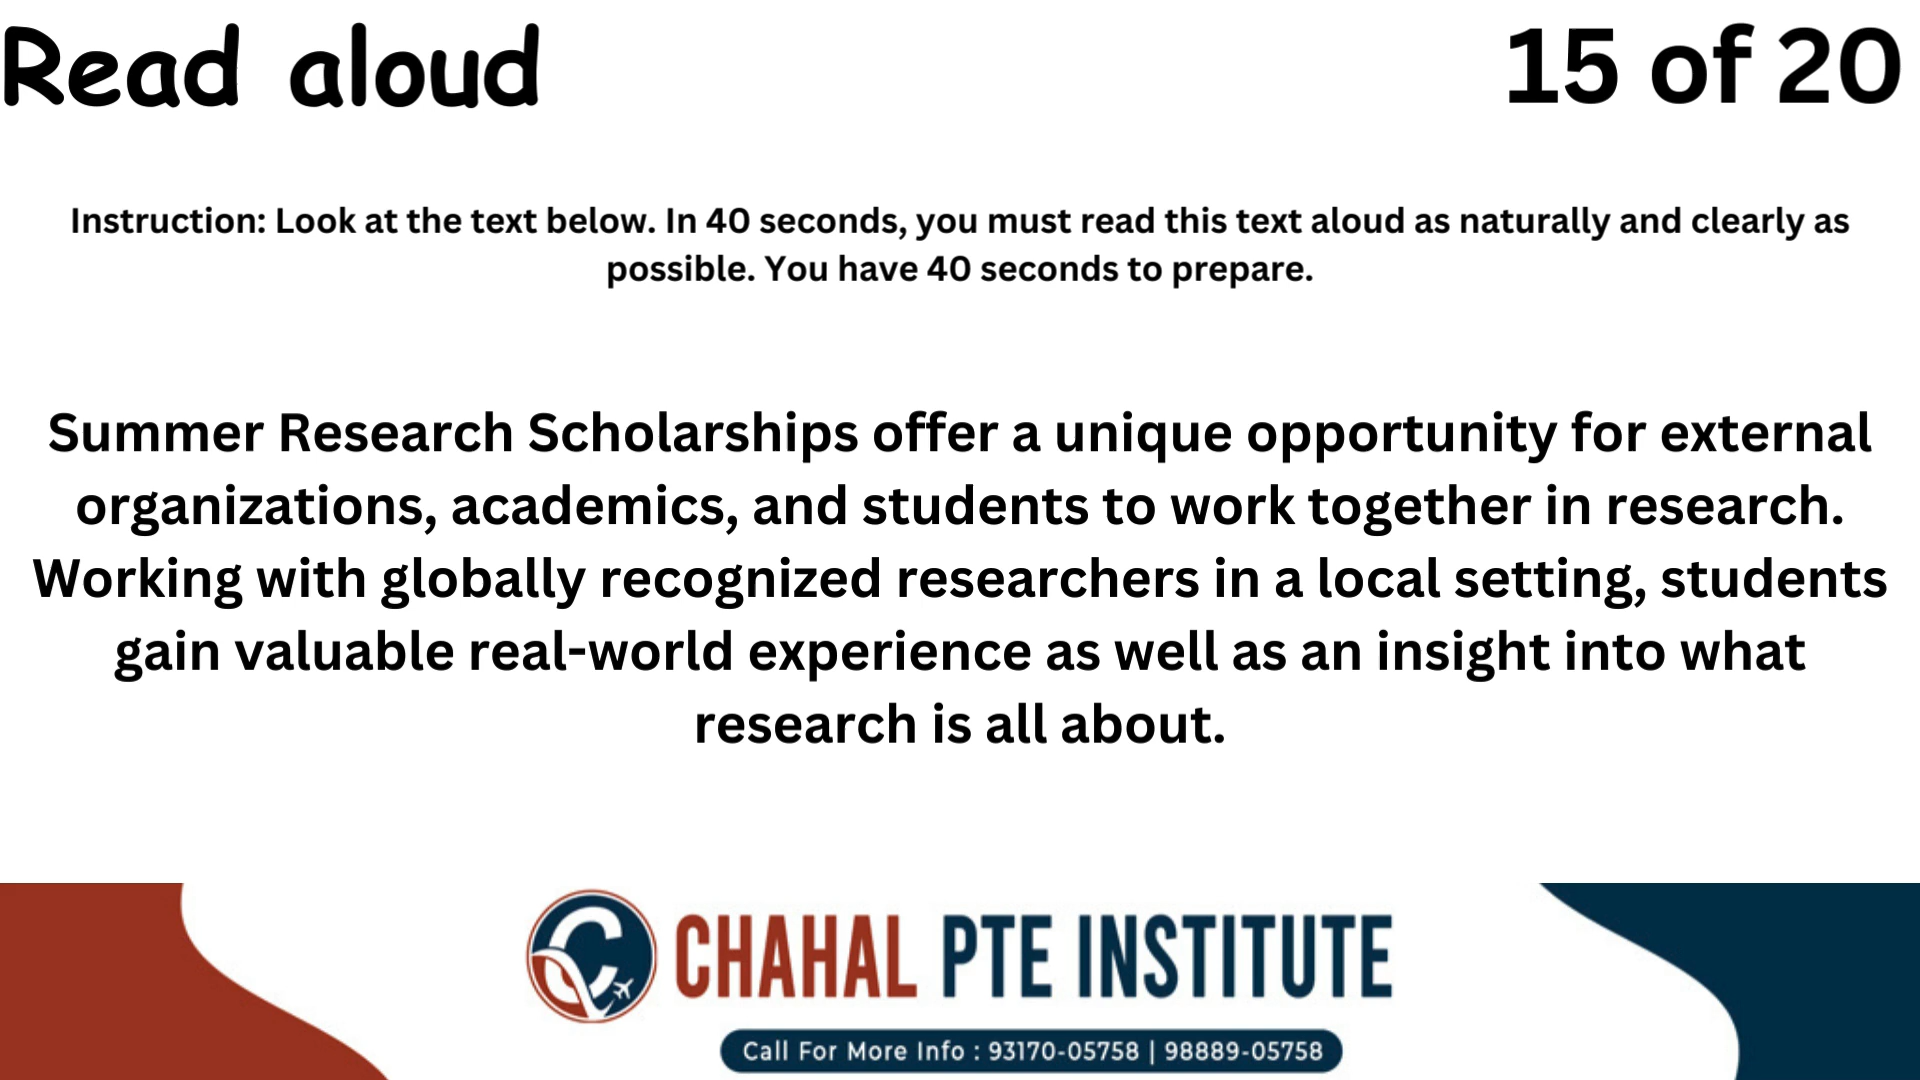 Read aloud
15 of 20
Instruction: Look at the text below. In 40 seconds, you must read this text aloud as naturally and clearly as
possible. You have 40 seconds to prepare.
Summer Research Scholarships offer a unique opportunity for external
organizations, academics, and students to work together in research.
Working with globally recognized researchers in a local setting, students
gain valuable real-world experience as well as an insight into what
research is all about.
CHAHAL PTE INSTITUTE
Call For More Info : 93170-05758 | 98889-05758